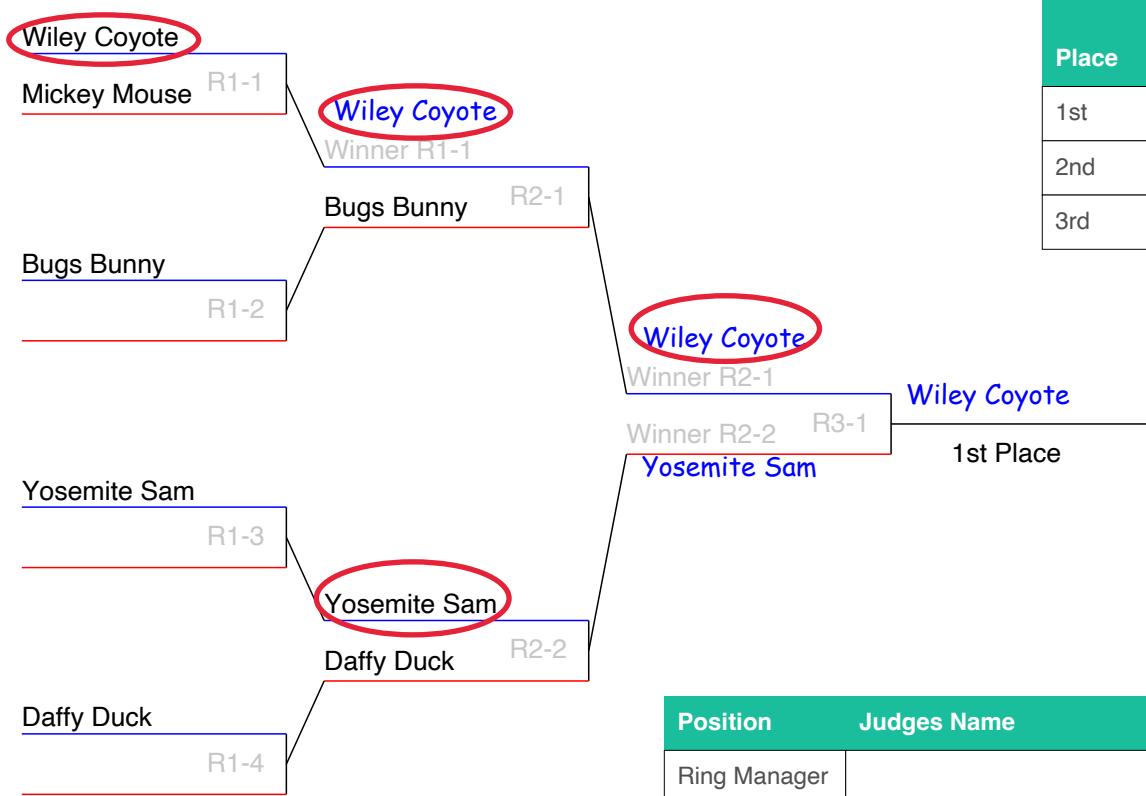 Wiley Coyote
R1-1
Mickey Mouse
Wiley Coyote
Winner R1-1
R2-1
Bugs Bunny
Bugs Bunny
R1-2
Wiley Coyote
Winner R2-1
Winner R2-2
R3-1
Yosemite Sam
Wiley Coyote
1st Place
Yosemite Sam
R1-3
Yosemite Sam
R2-2
Daffy Duck
Daffy Duck
R1-4
Place
1st
2nd
3rd
Position Judges Name
Ring Manager